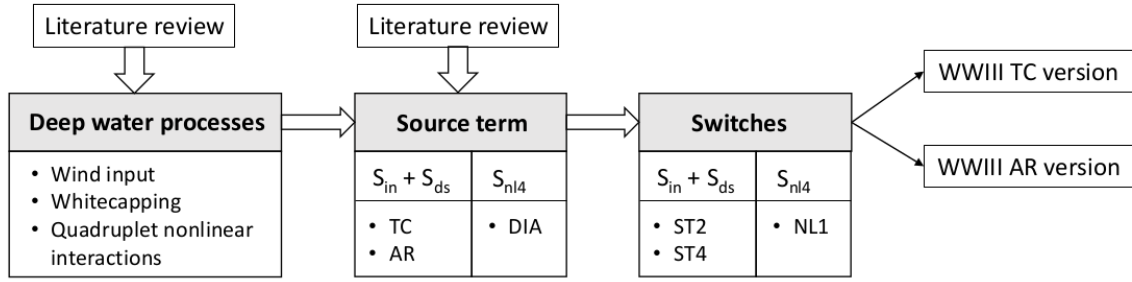 Literature review
Literature review
Deep water processes
• Wind input
• Whitecapping
• Quadruplet nonlinear
interactions
Source term
S_in + S_ds
• TC
• AR
S_nl4
• DIA
Switches
S_in + S_ds
• ST2
• ST4
S_nl4
• NL1
WWIII TC version
WWIII AR version